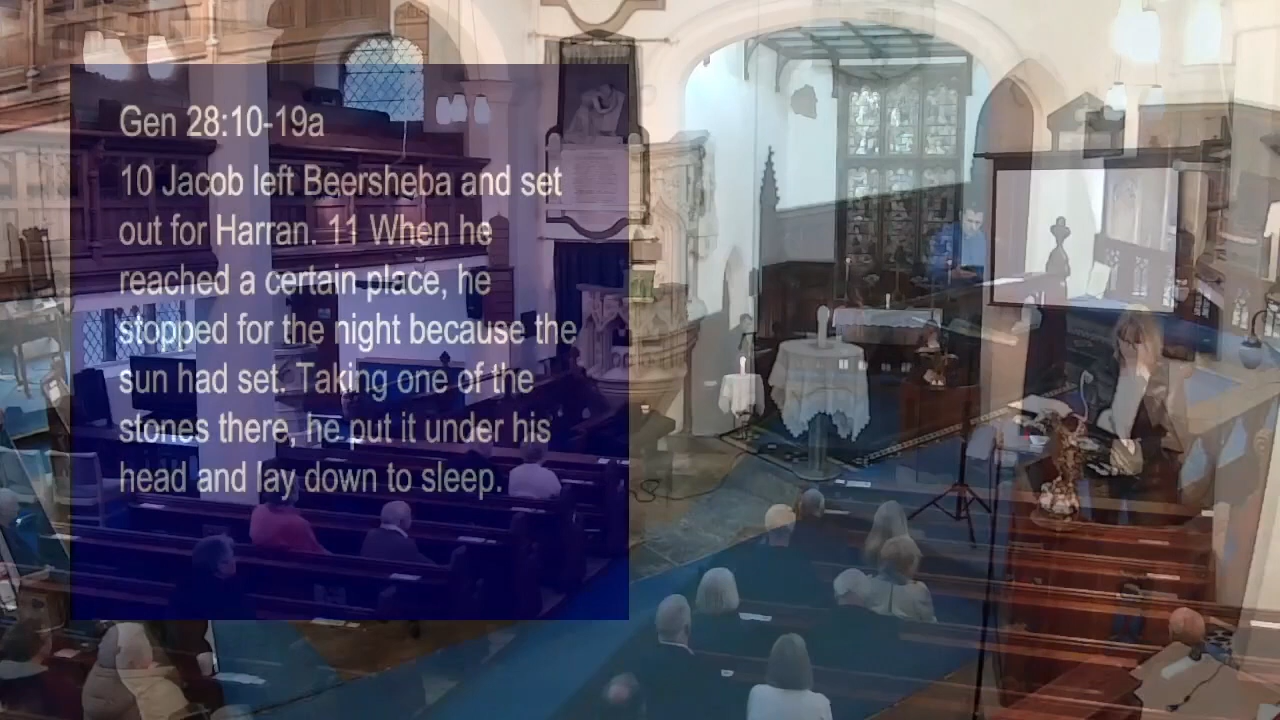 Gen 28:10-19a
10 Jacob left Beersheba and set
out for Harran. 11 When he
reached a certain place, he
stopped for the night because the
sun had set. Taking one of the
stones there, he put it under his
head and lay down to sleep.